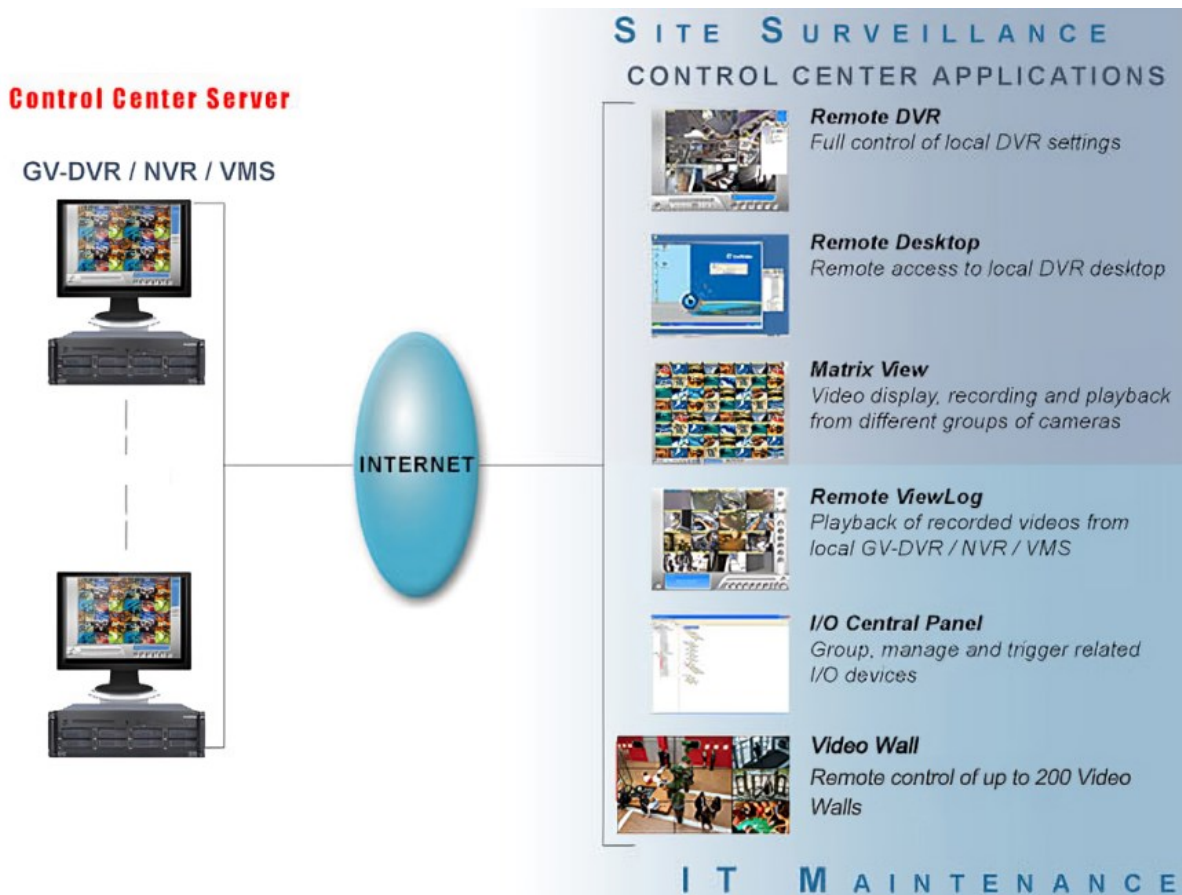 SITE SURVEILLANCE
CONTROL CENTER APPLICATIONS
Control Center Server
GV-DVR / NVR / VMS
INTERNET
Remote DVR
Full control of local DVR settings
Remote Desktop
Remote access to local DVR desktop
Matrix View
Video display, recording and playback
from different groups of cameras
Remote ViewLog
Playback of recorded videos from
local GV-DVR / NVR / VMS
I/O Central Panel
Group, manage and trigger related
I/O devices
Video Wall
Remote control of up to 200 Video
Walls
IT MAINTENANCE